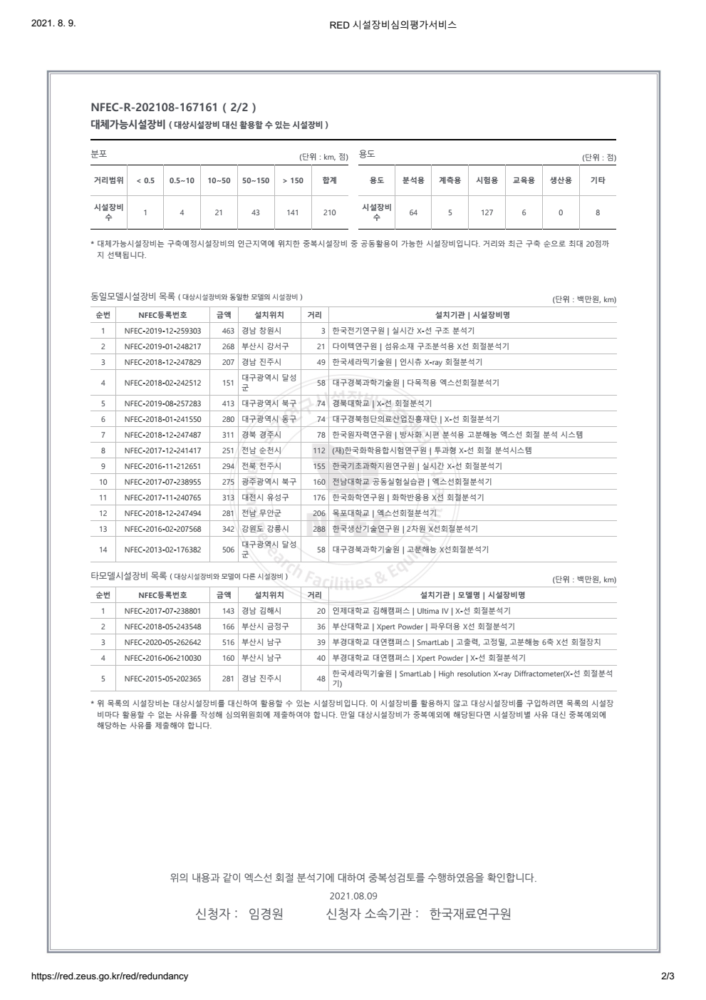 2021. 8. 9.
RED 시설장비심의평가서비스
NFEC-R-202108-167161 ( 2/2 )
대체가능시설장비 ( 대상시설장비 대신 활용할 수 있는 시설장비 )
분포 (단위 : km, 점)
거리범위 < 0.5 0.5~10 10~50 50~150 > 150 합계
시설장비수 1 4 21 43 141 210
용도 (단위 : 점)
용도 분석용 계측용 시험용 교육용 생산용 기타
시설장비수 64 5 127 6 0 8
* 대체가능시설장비는 구축예정시설장비의 인근지역에 위치한 중복시설장비 중 공동활용이 가능한 시설장비입니다. 거리와 최근 구축 순으로 최대 20점까
지 선택됩니다.
동일모델시설장비 목록 ( 대상시설장비와 동일한 모델의 시설장비 ) (단위 : 백만원, km)
순번 NFEC등록번호 금액 설치위치 거리 설치기관 | 시설장비명
1 NFEC-2019-12-259303 463 경남 창원시 3 한국전기연구원 | 실시간 X-선 구조 분석기
2 NFEC-2019-01-248217 268 부산시 강서구 21 다이텍연구원 | 섬유소재 구조분석용 X선 회절분석기
3 NFEC-2018-12-247829 207 경남 진주시 49 한국세라믹기술원 | 인시츄 X-ray 회절분석기
4 NFEC-2018-02-242512 151 대구광역시 달성군 58 대구경북과학기술원 | 다목적용 엑스선회절분석기
5 NFEC-2019-08-257283 413 대구광역시 북구 74 경북대학교 | X-선 회절분석기
6 NFEC-2018-01-241550 280 대구광역시 동구 74 대구경북첨단의료산업진흥재단 | X-선 회절분석기
7 NFEC-2018-12-247487 311 경북 경주시 78 한국원자력연구원 | 방사화 시편 분석용 고분해능 엑스선 회절 분석 시스템
8 NFEC-2017-12-241417 251 전남 순천시 112 (재)한국화학융합시험연구원 | 투과형 X-선 회절 분석시스템
9 NFEC-2016-11-212651 294 전북 전주시 155 한국기초과학지원연구원 | 실시간 X-선 회절분석기
10 NFEC-2017-07-238955 275 광주광역시 북구 160 전남대학교 공동실험실습관 | 엑스선회절분석기
11 NFEC-2017-11-240765 313 대전시 유성구 176 한국화학연구원 | 화학반응용 X선 회절분석기
12 NFEC-2018-12-247494 281 전남 무안군 206 목포대학교 | 엑스선회절분석기
13 NFEC-2016-02-207568 342 강원도 강릉시 288 한국생산기술연구원 | 2차원 X선회절분석기
14 NFEC-2013-02-176382 506 대구광역시 달성군 58 대구경북과학기술원 | 고분해능 X선회절분석기
타모델시설장비 목록 ( 대상시설장비와 모델이 다른 시설장비 ) (단위 : 백만원, km)
순번 NFEC등록번호 금액 설치위치 거리 설치기관 | 모델명 | 시설장비명
1 NFEC-2017-07-238801 143 경남 김해시 20 인제대학교 김해캠퍼스 | Ultima IV | X-선 회절분석기
2 NFEC-2018-05-243548 166 부산시 금정구 36 부산대학교 | Xpert Powder | 파우더용 X선 회절분석기
3 NFEC-2020-05-262642 516 부산시 남구 39 부경대학교 대연캠퍼스 | SmartLab | 고출력, 고정밀, 고분해능 6축 X선 회절장치
4 NFEC-2016-06-210030 160 부산시 남구 40 부경대학교 대연캠퍼스 | Xpert Powder | X-선 회절분석기
5 NFEC-2015-05-202365 281 경남 진주시 48 한국세라믹기술원 | SmartLab | High resolution X-ray Diffractometer(X-선 회절분석
기)
* 위 목록의 시설장비는 대상시설장비를 대신하여 활용할 수 있는 시설장비입니다. 이 시설장비를 활용하지 않고 대상시설장비를 구입하려면 목록의 시설장
비마다 활용할 수 없는 사유를 작성해 심의위원회에 제출하여야 합니다. 만일 대상시설장비가 중복예외에 해당된다면 시설장비별 사유 대신 중복예외에
해당하는 사유를 제출해야 합니다.
위의 내용과 같이 엑스선 회절 분석기에 대하여 중복성검토를 수행하였음을 확인합니다.
2021.08.09
신청자 : 임경원 신청자 소속기관 : 한국재료연구원
https://red.zeus.go.kr/red/redundancy
2/3